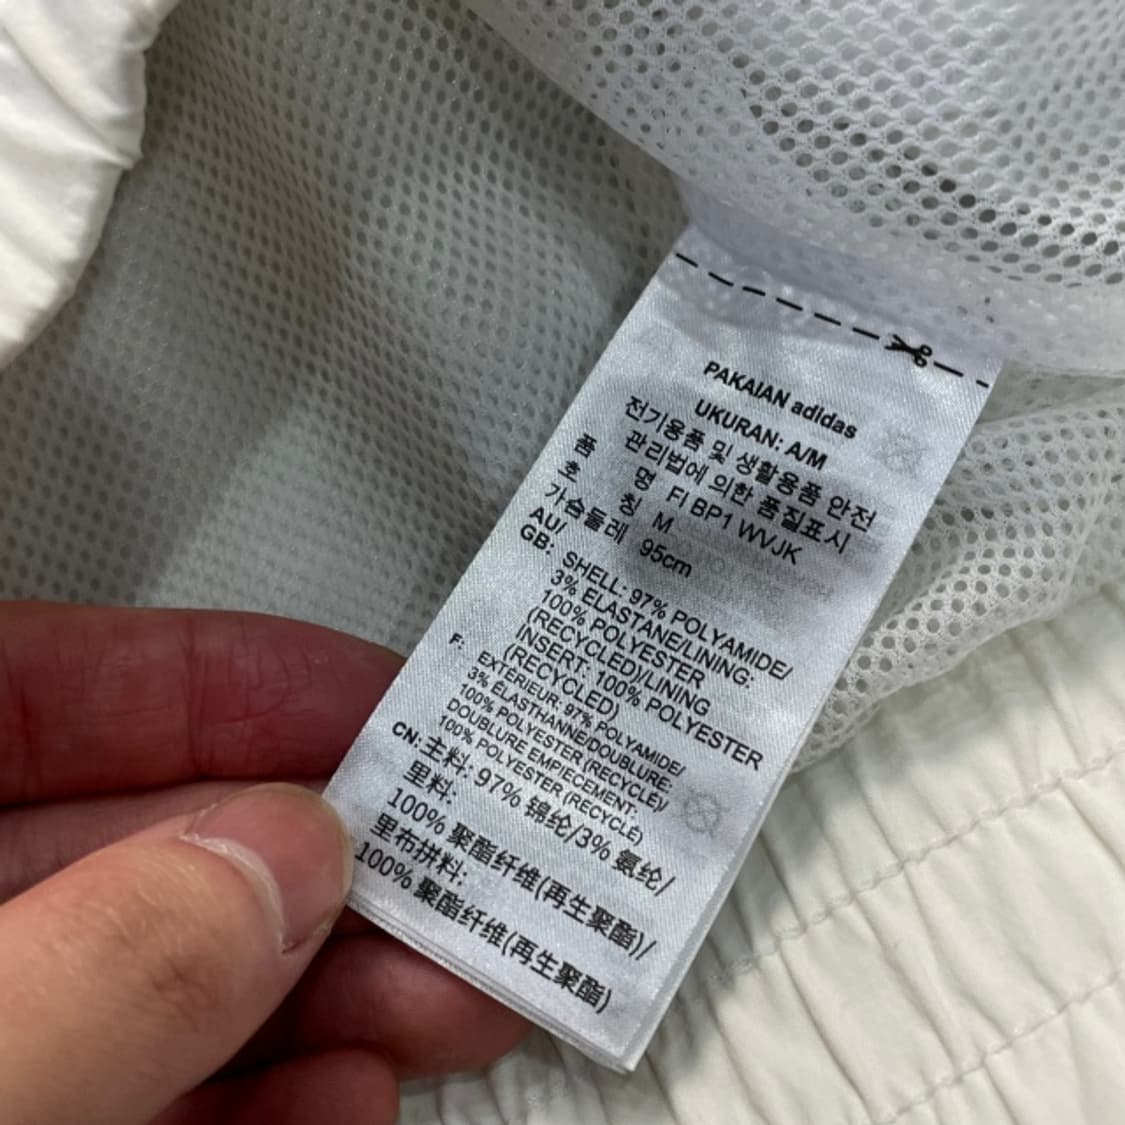 PAKAIAN adidas
UKURAN: A/M
전기용품 및 생활용품 안전
관리법에 의한 품질표시
품 명 FI BP1 WVJK
호 칭 M
가슴둘레 95cm
AU/
GB: SHELL: 97% POLYAMIDE/
3% ELASTANE/LINING:
100% POLYESTER
(RECYCLED)/LINING
INSERT: 100% POLYESTER
(RECYCLED)
F: EXTÉRIEUR: 97% POLYAMIDE/
3% ELASTHANNE/DOUBLURE:
100% POLYESTER (RECYCLÉ)/
DOUBLURE EMPIÈCEMENT:
100% POLYESTER (RECYCLÉ)
CN: 主料: 97% 锦纶/3% 氨纶/
里料:
100% 聚酯纤维(再生聚酯)/
里布拼料:
100% 聚酯纤维(再生聚酯)